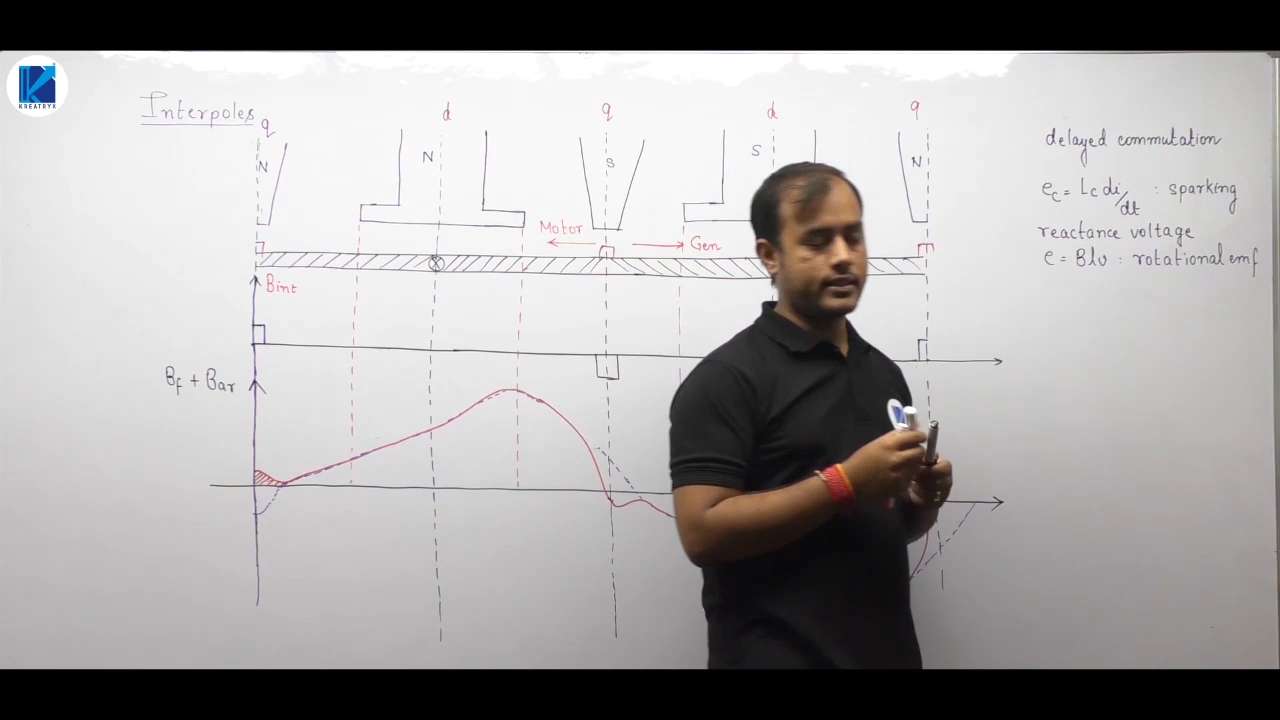 KREATRYX
Interpoles
q d q d q
N N S S N
Motor Gen
Bint
Bf + Bar
delayed commutation
ec = Lc di/dt : sparking
reactance voltage
e = Blv : rotational emf